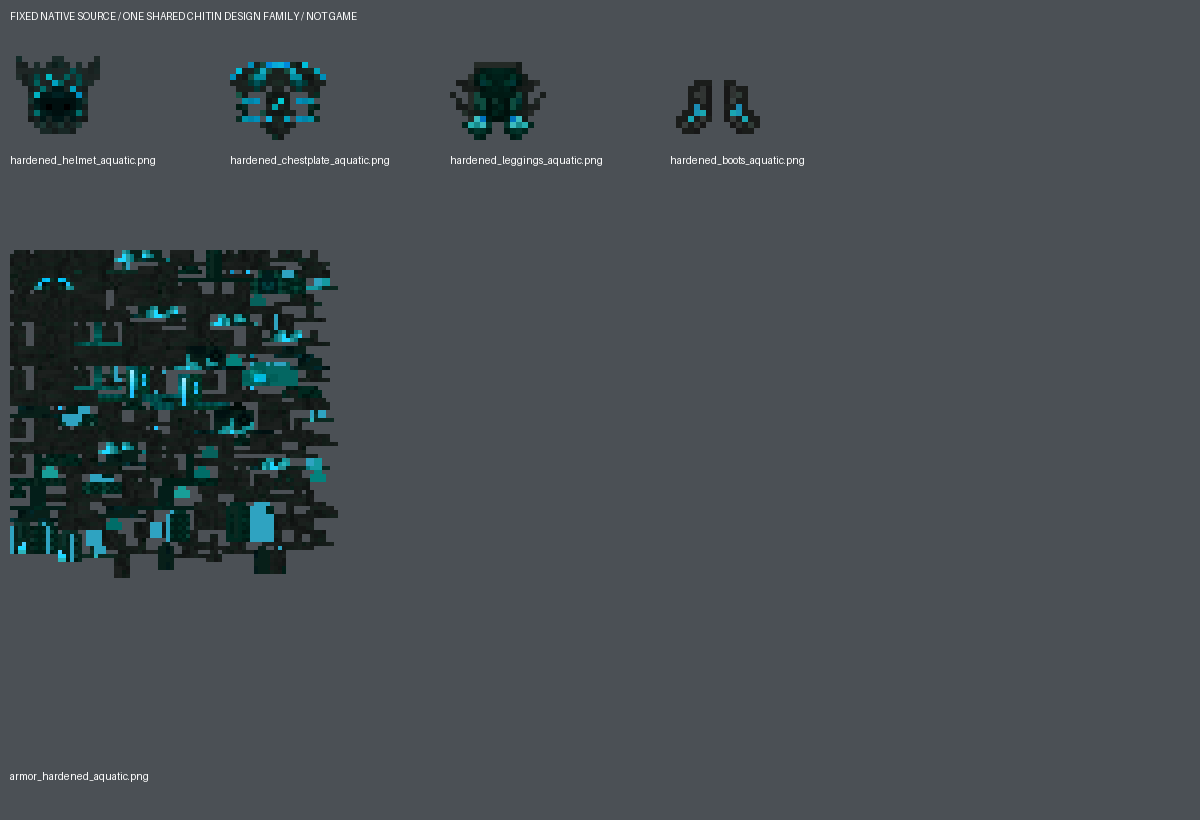 FIXED NATIVE SOURCE / ONE SHARED CHITIN DESIGN FAMILY / NOT GAME
hardened_helmet_aquatic.png
hardened_chestplate_aquatic.png
hardened_leggings_aquatic.png
hardened_boots_aquatic.png
armor_hardened_aquatic.png